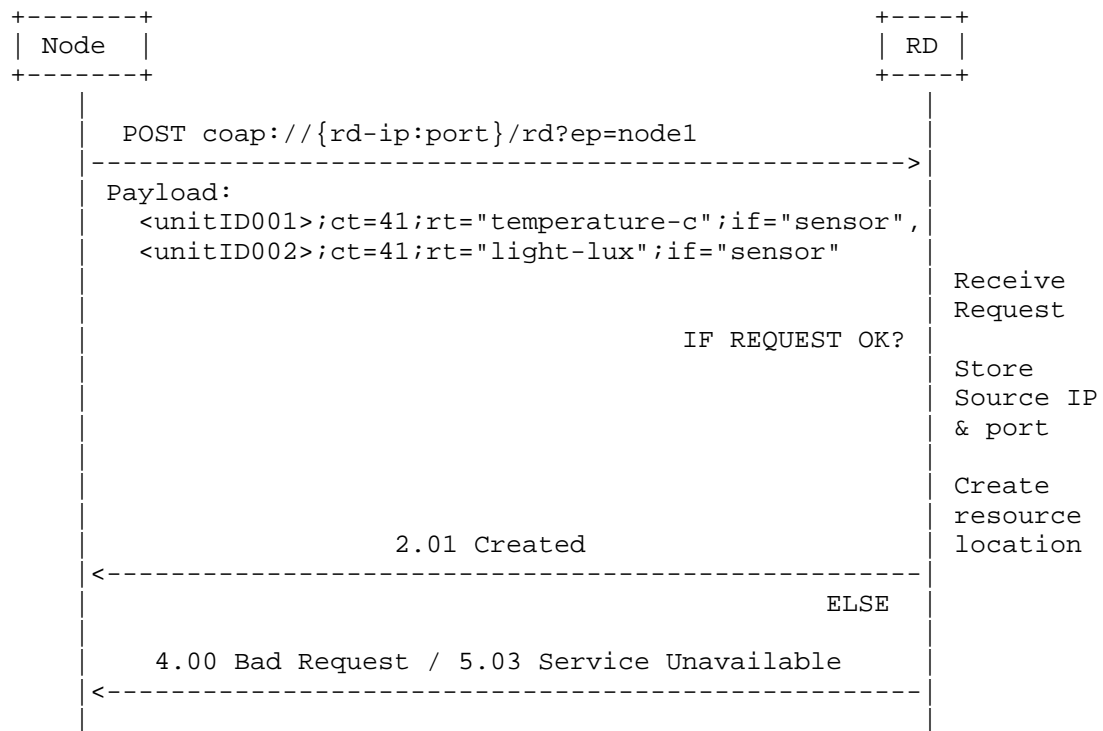 Node RD
POST coap://{rd-ip:port}/rd?ep=node1
Payload:
<unitID001>;ct=41;rt="temperature-c";if="sensor",
<unitID002>;ct=41;rt="light-lux";if="sensor"
Receive
Request
IF REQUEST OK?
Store
Source IP
& port
Create
resource
2.01 Created location
ELSE
4.00 Bad Request / 5.03 Service Unavailable